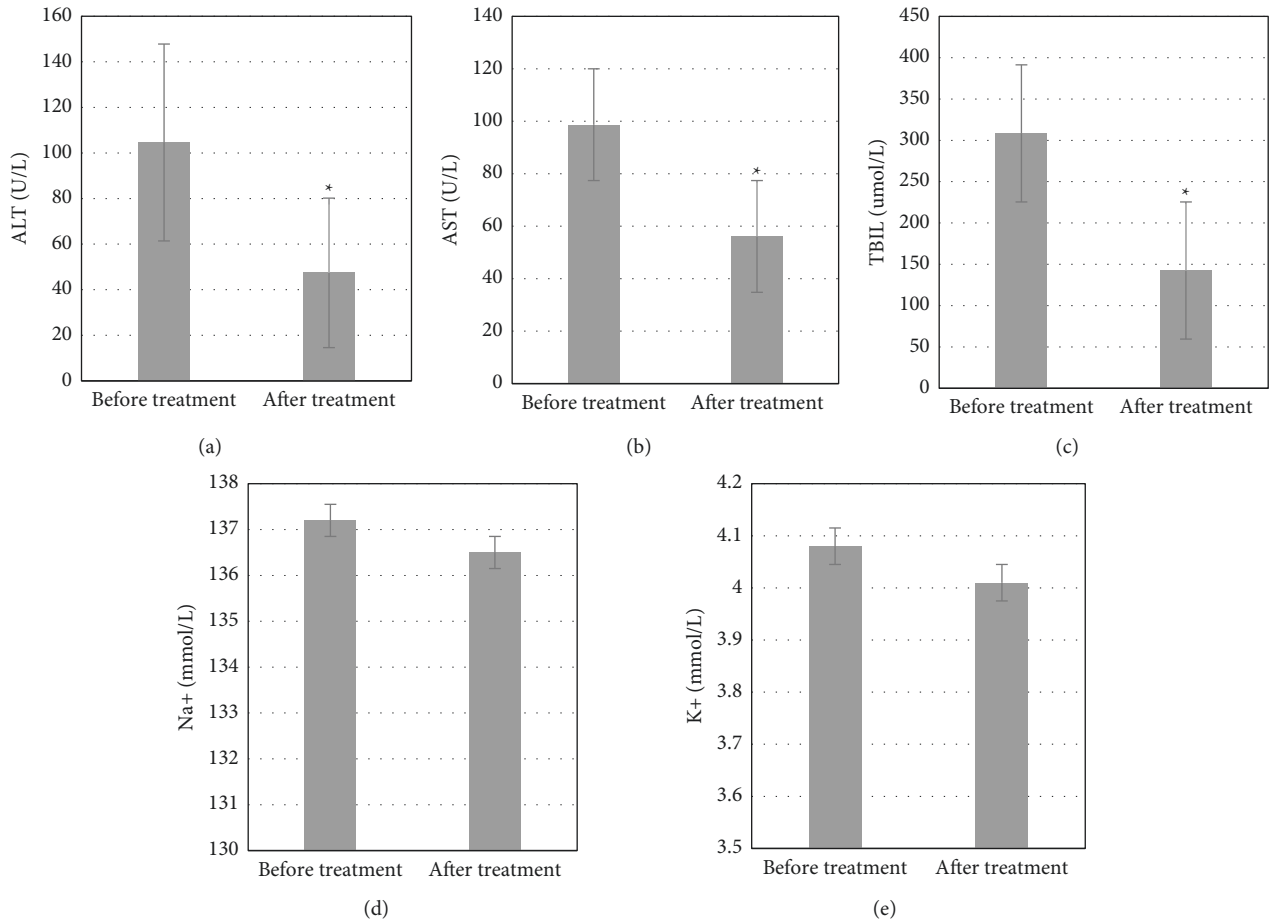 ALT (U/L)
160
140
120
100
80
60
40
20
0
*
Before treatment
After treatment
(a)
AST (U/L)
140
120
100
80
60
40
20
0
*
Before treatment
After treatment
(b)
TBIL (umol/L)
450
400
350
300
250
200
150
100
50
0
*
Before treatment
After treatment
(c)
Na+ (mmol/L)
138
137
136
135
134
133
132
131
130
Before treatment
After treatment
(d)
K+ (mmol/L)
4.2
4.1
4
3.9
3.8
3.7
3.6
3.5
Before treatment
After treatment
(e)